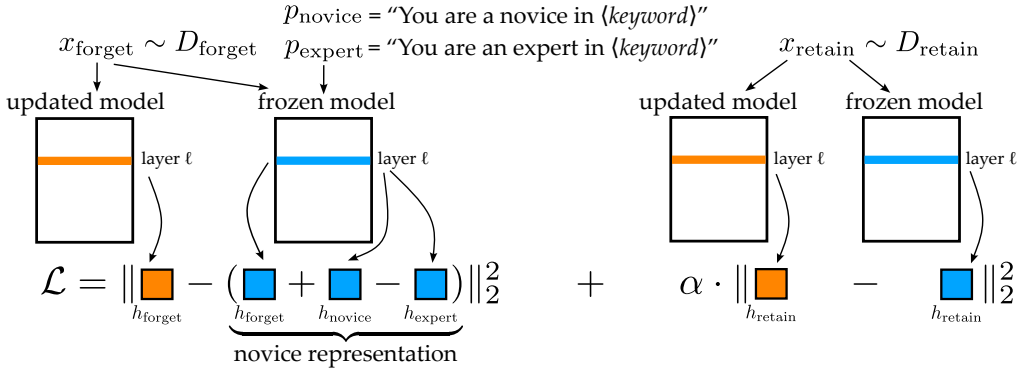 p_novice = “You are a novice in ⟨keyword⟩”
x_forget ∼ D_forget
p_expert = “You are an expert in ⟨keyword⟩”
x_retain ∼ D_retain
updated model
frozen model
updated model
frozen model
layer ℓ
layer ℓ
layer ℓ
layer ℓ
ℒ = ‖ − ( + − )‖₂² + α · ‖ − ‖₂²
h_forget h_forget h_novice h_expert h_retain h_retain
novice representation